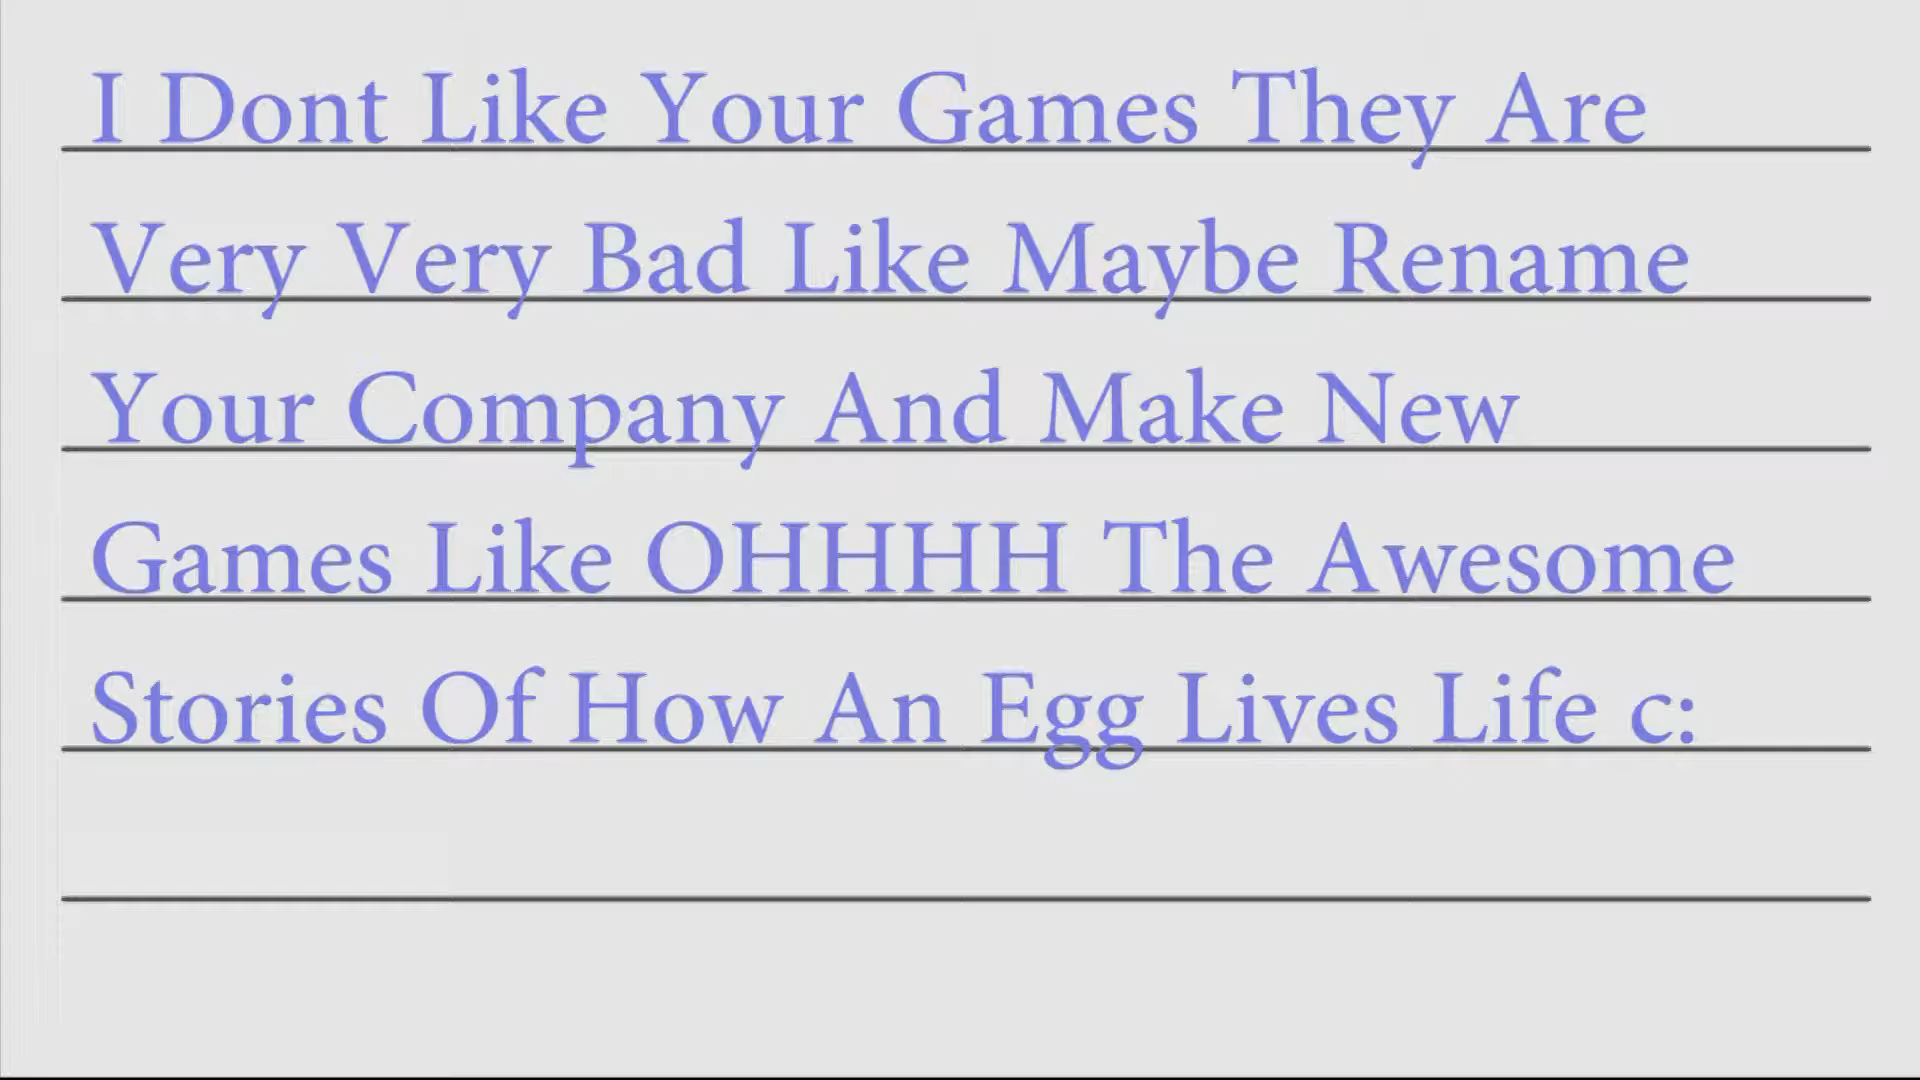 I Dont Like Your Games They Are
Very Very Bad Like Maybe Rename
Your Company And Make New
Games Like OHHHH The Awesome
Stories Of How An Egg Lives Life c: